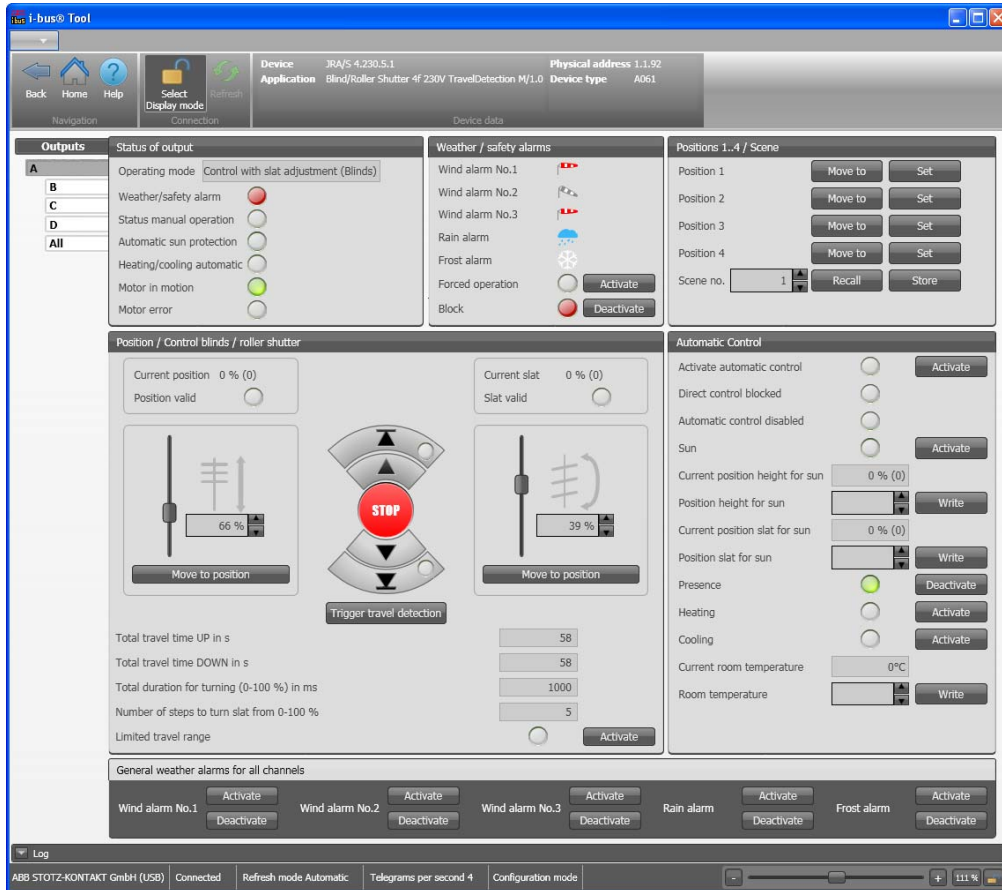 i-bus® Tool
Back Home Help
Navigation
Select Display mode
Refresh
Connection
Device JRA/S 4.230.5.1 Physical address 1.1.92
Application Blind/Roller Shutter 4f 230V TravelDetection M/1.0 Device type A061
Device data
Outputs
A
B
C
D
All
Status of output
Operating mode Control with slat adjustment (Blinds)
Weather/safety alarm
Status manual operation
Automatic sun protection
Heating/cooling automatic
Motor in motion
Motor error
Weather / safety alarms
Wind alarm No.1
Wind alarm No.2
Wind alarm No.3
Rain alarm
Frost alarm
Forced operation Activate
Block Deactivate
Positions 1..4 / Scene
Position 1 Move to Set
Position 2 Move to Set
Position 3 Move to Set
Position 4 Move to Set
Scene no. 1 Recall Store
Position / Control blinds / roller shutter
Current position 0 % (0)
Position valid
Current slat 0 % (0)
Slat valid
66 %
Move to position
STOP
39 %
Move to position
Trigger travel detection
Total travel time UP in s 58
Total travel time DOWN in s 58
Total duration for turning (0-100 %) in ms 1000
Number of steps to turn slat from 0-100 % 5
Limited travel range Activate
Automatic Control
Activate automatic control Activate
Direct control blocked
Automatic control disabled
Sun Activate
Current position height for sun 0 % (0)
Position height for sun Write
Current position slat for sun 0 % (0)
Position slat for sun Write
Presence Deactivate
Heating Activate
Cooling Activate
Current room temperature 0°C
Room temperature Write
General weather alarms for all channels
Wind alarm No.1 Activate Deactivate
Wind alarm No.2 Activate Deactivate
Wind alarm No.3 Activate Deactivate
Rain alarm Activate Deactivate
Frost alarm Activate Deactivate
Log
ABB STOTZ-KONTAKT GmbH (USB) Connected Refresh mode Automatic Telegrams per second 4 Configuration mode - + 111 %